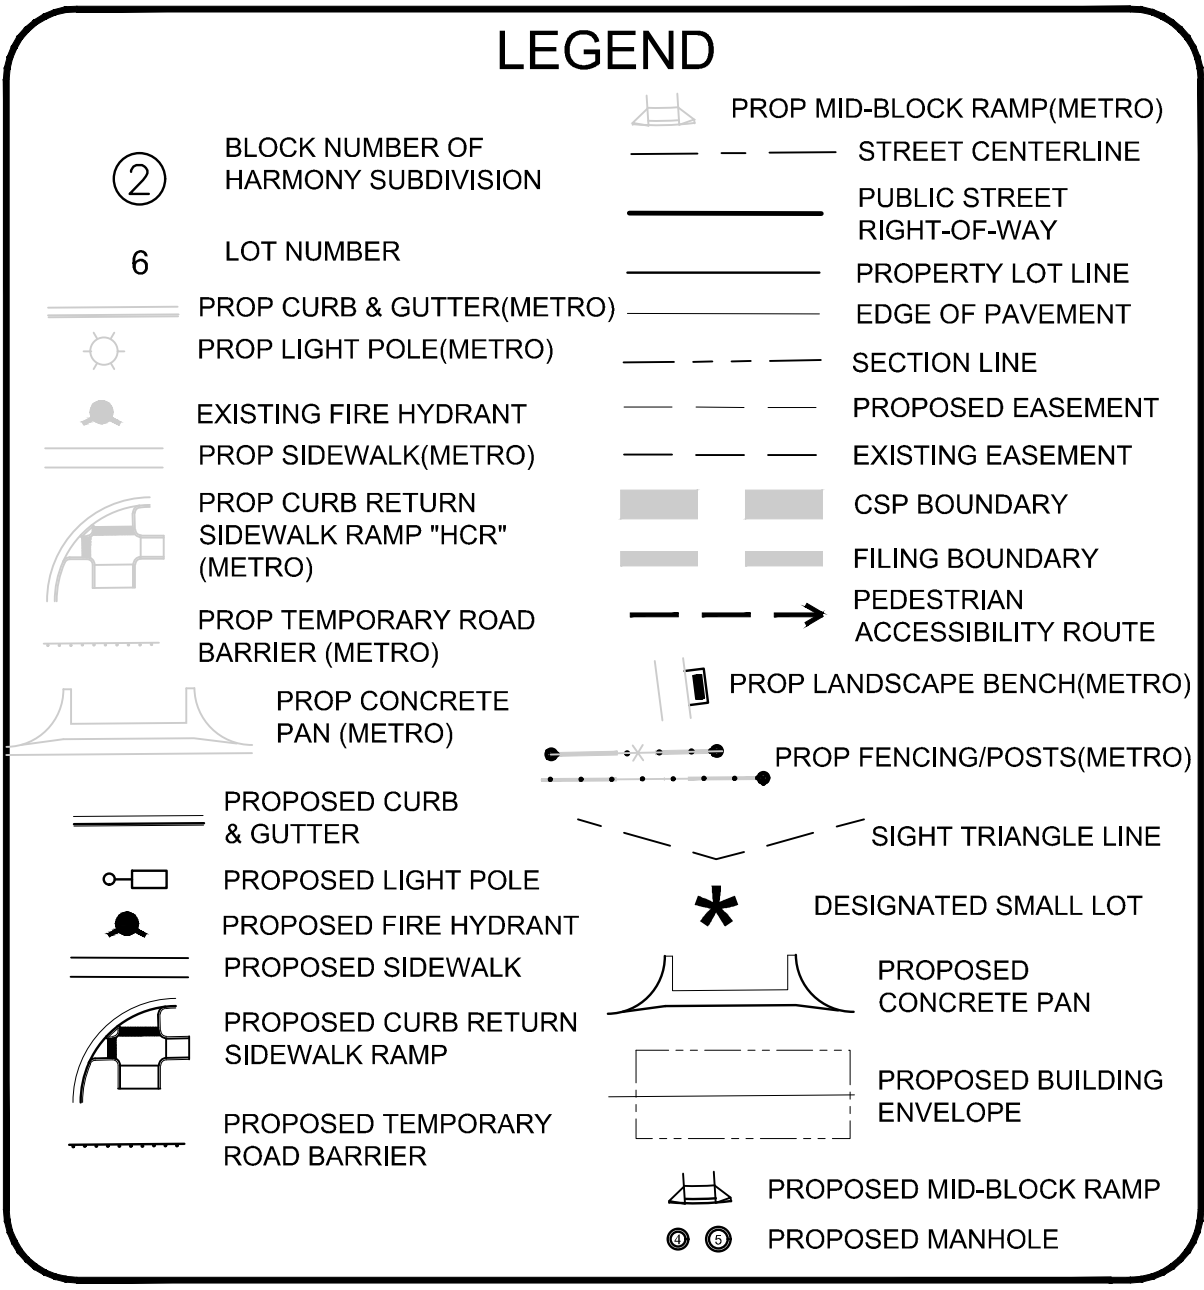 LEGEND
2
BLOCK NUMBER OF
HARMONY SUBDIVISION
6
LOT NUMBER
PROP CURB & GUTTER(METRO)
PROP LIGHT POLE(METRO)
EXISTING FIRE HYDRANT
PROP SIDEWALK(METRO)
PROP CURB RETURN
SIDEWALK RAMP "HCR"
(METRO)
PROP TEMPORARY ROAD
BARRIER (METRO)
PROP CONCRETE
PAN (METRO)
PROPOSED CURB
& GUTTER
PROPOSED LIGHT POLE
PROPOSED FIRE HYDRANT
PROPOSED SIDEWALK
PROPOSED CURB RETURN
SIDEWALK RAMP
PROPOSED TEMPORARY
ROAD BARRIER
PROP MID-BLOCK RAMP(METRO)
STREET CENTERLINE
PUBLIC STREET
RIGHT-OF-WAY
PROPERTY LOT LINE
EDGE OF PAVEMENT
SECTION LINE
PROPOSED EASEMENT
EXISTING EASEMENT
CSP BOUNDARY
FILING BOUNDARY
PEDESTRIAN
ACCESSIBILITY ROUTE
PROP LANDSCAPE BENCH(METRO)
PROP FENCING/POSTS(METRO)
SIGHT TRIANGLE LINE
* DESIGNATED SMALL LOT
PROPOSED
CONCRETE PAN
PROPOSED BUILDING
ENVELOPE
PROPOSED MID-BLOCK RAMP
4 5 PROPOSED MANHOLE